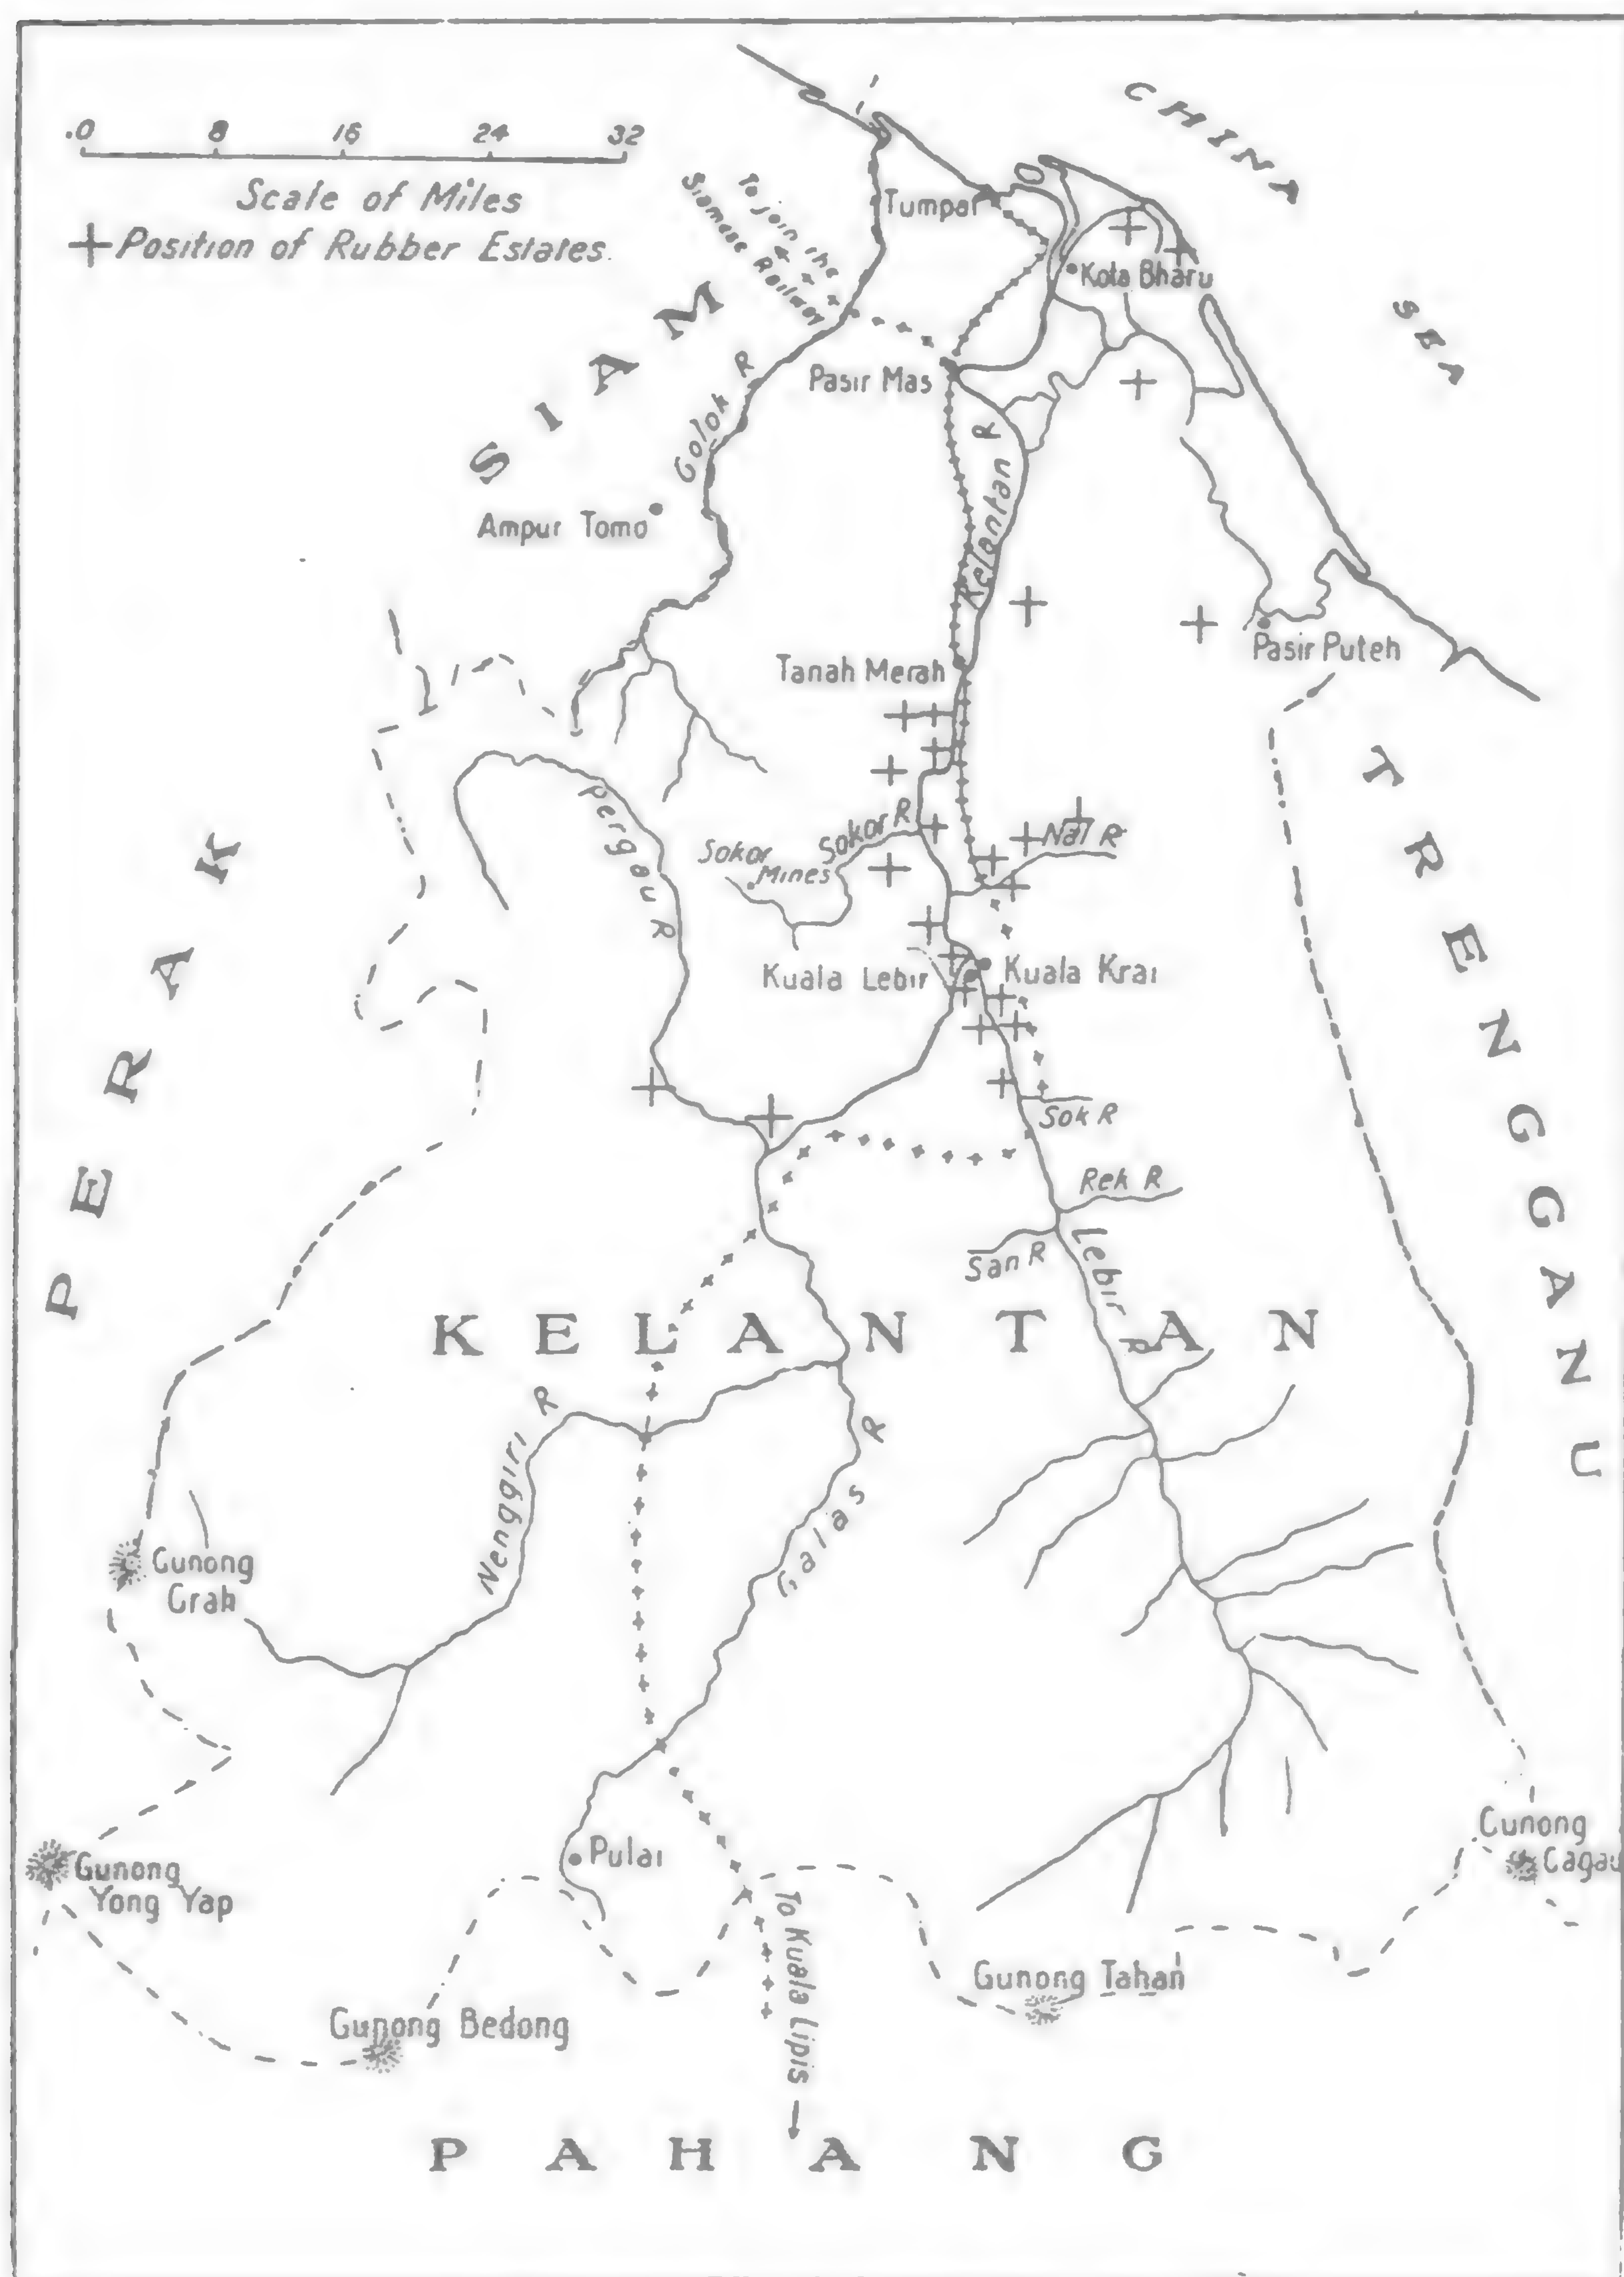 .0 8 16 24 32
Scale of Miles
+ Position of Rubber Estates.
CHINA
SEA
To join the
Siamese Railway
Tumpat
Kota Bharu
SIAM
Golok R
Pasir Mas
Kelantan R
Ampur Tomo
Pasir Puteh
Tanah Merah
TRENGGANU
Pergau R
Sokor R
Sokor
Mines
Nal R
PERAK
Kuala Lebir
Kuala Krai
Sok R
Rek R
San R
Lebir R
KELANTAN
Nenggiri R
Galas R
Gunong
Grah
Gunong
Yong Yap
Pulai
Gunong
Gagau
To Kuala Lipis
Gunong Tahan
Gunong Bedong
PAHANG